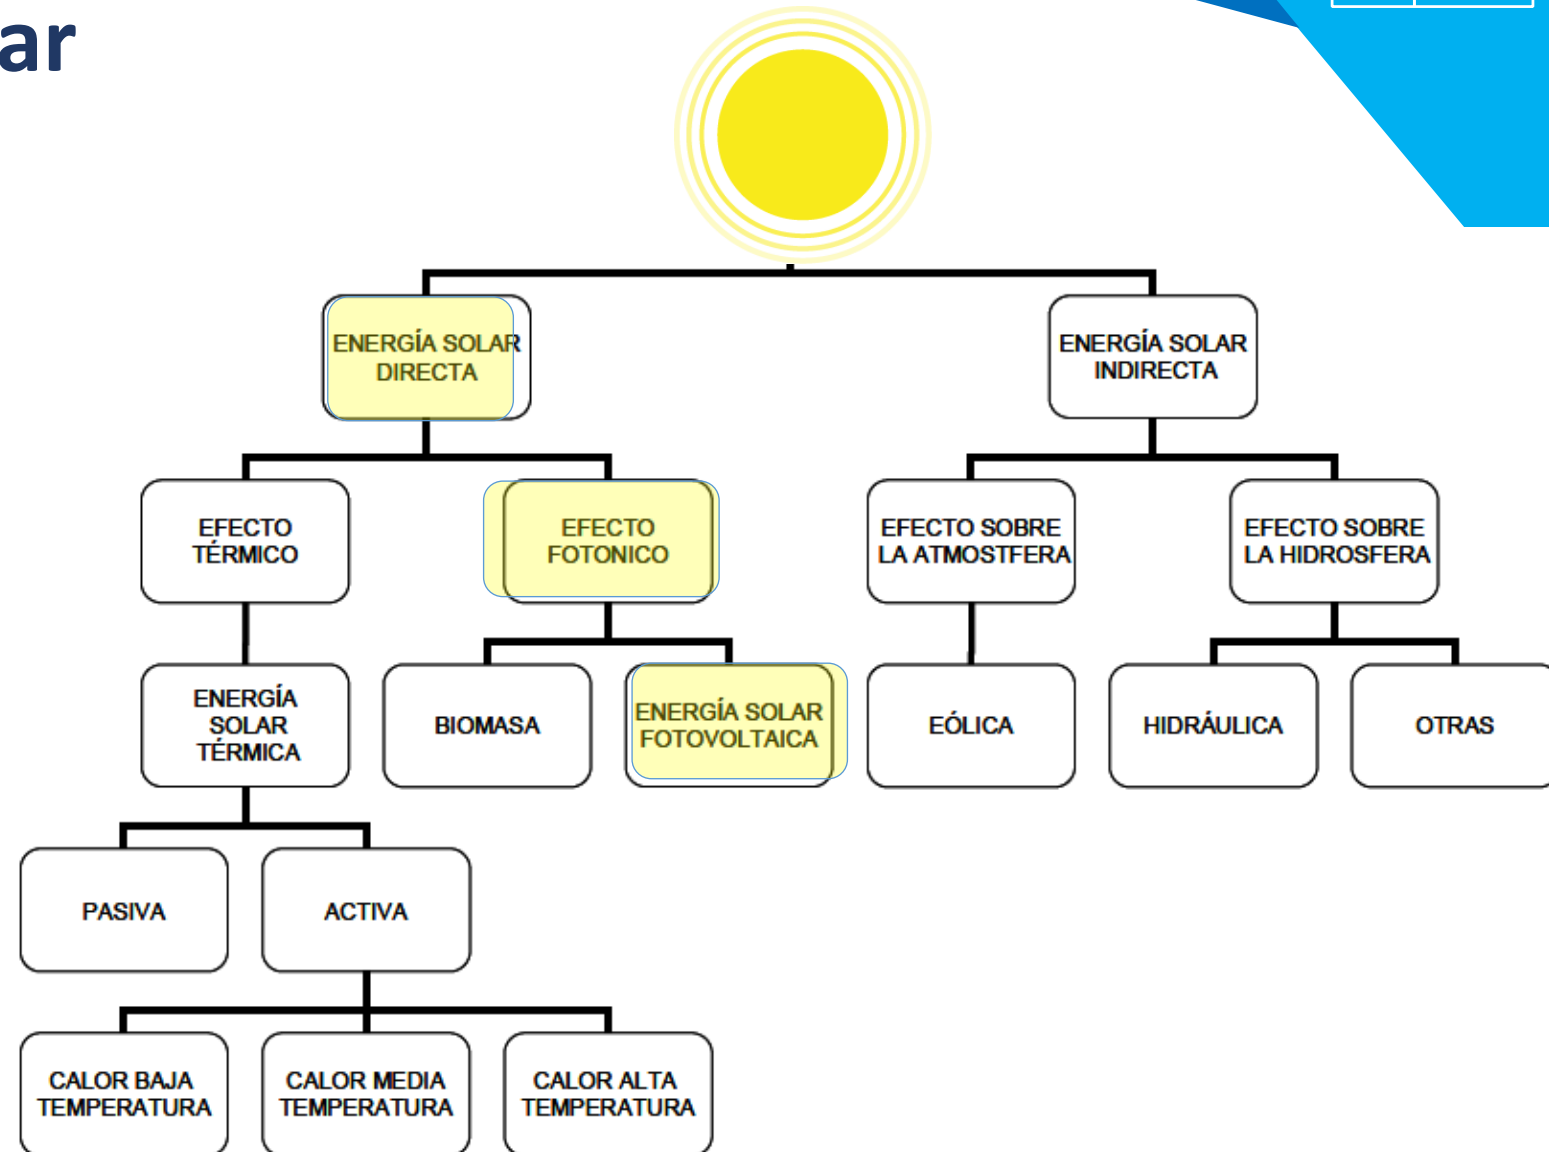 ar
ENERGÍA SOLAR
DIRECTA
ENERGÍA SOLAR
INDIRECTA
EFECTO
TÉRMICO
EFECTO
FOTONICO
EFECTO SOBRE
LA ATMOSTFERA
EFECTO SOBRE
LA HIDROSFERA
ENERGÍA
SOLAR
TÉRMICA
BIOMASA
ENERGÍA SOLAR
FOTOVOLTAICA
EÓLICA
HIDRÁULICA
OTRAS
PASIVA
ACTIVA
CALOR BAJA
TEMPERATURA
CALOR MEDIA
TEMPERATURA
CALOR ALTA
TEMPERATURA